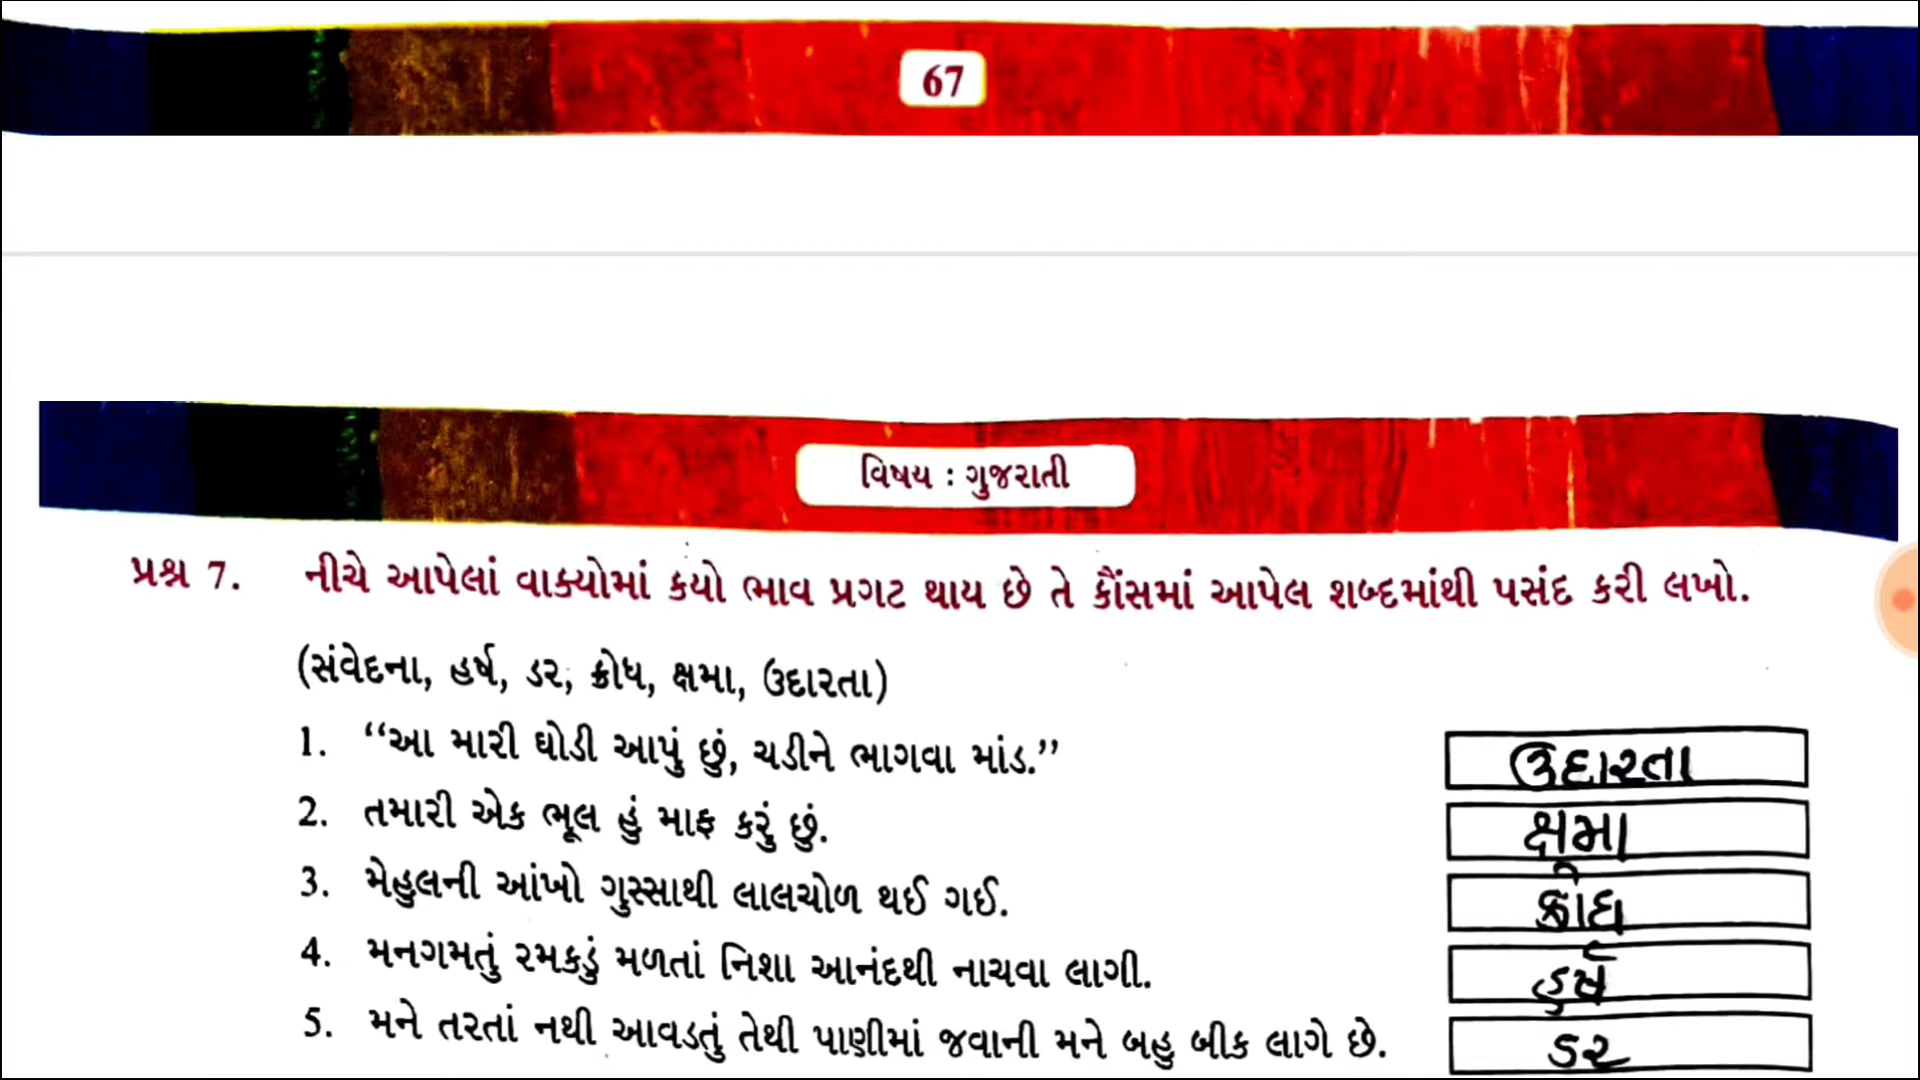 67
વિષય : ગુજરાતી
પ્રશ્ન 7. નીચે આપેલાં વાક્યોમાં કયો ભાવ પ્રગટ થાય છે તે કૌંસમાં આપેલ શબ્દમાંથી પસંદ કરી લખો.
(સંવેદના, હર્ષ, ડર, ક્રોધ, ક્ષમા, ઉદારતા)
1. “આ મારી ઘોડી આપું છું, ચડીને ભાગવા માંડ.” ઉદારતા
2. તમારી એક ભૂલ હું માફ કરું છું. ક્ષમા
3. મેહુલની આંખો ગુસ્સાથી લાલચોળ થઈ ગઈ. ક્રોધ
4. મનગમતું રમકડું મળતાં નિશા આનંદથી નાચવા લાગી. હર્ષ
5. મને તરતાં નથી આવડતું તેથી પાણીમાં જવાની મને બહુ બીક લાગે છે. ડર